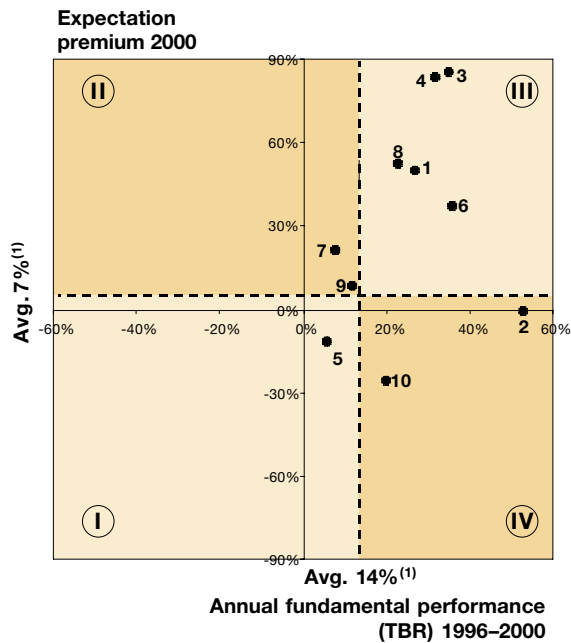 Expectation
premium 2000
90%
II
III
4
3
60%
8
1
6
30%
7
9
Avg. 7%(1)
-60%
-40%
-20%
0%
0%
20%
40%
60%
2
5
10
-30%
-60%
I
IV
-90%
Avg. 14%(1)
Annual fundamental performance
(TBR) 1996–2000